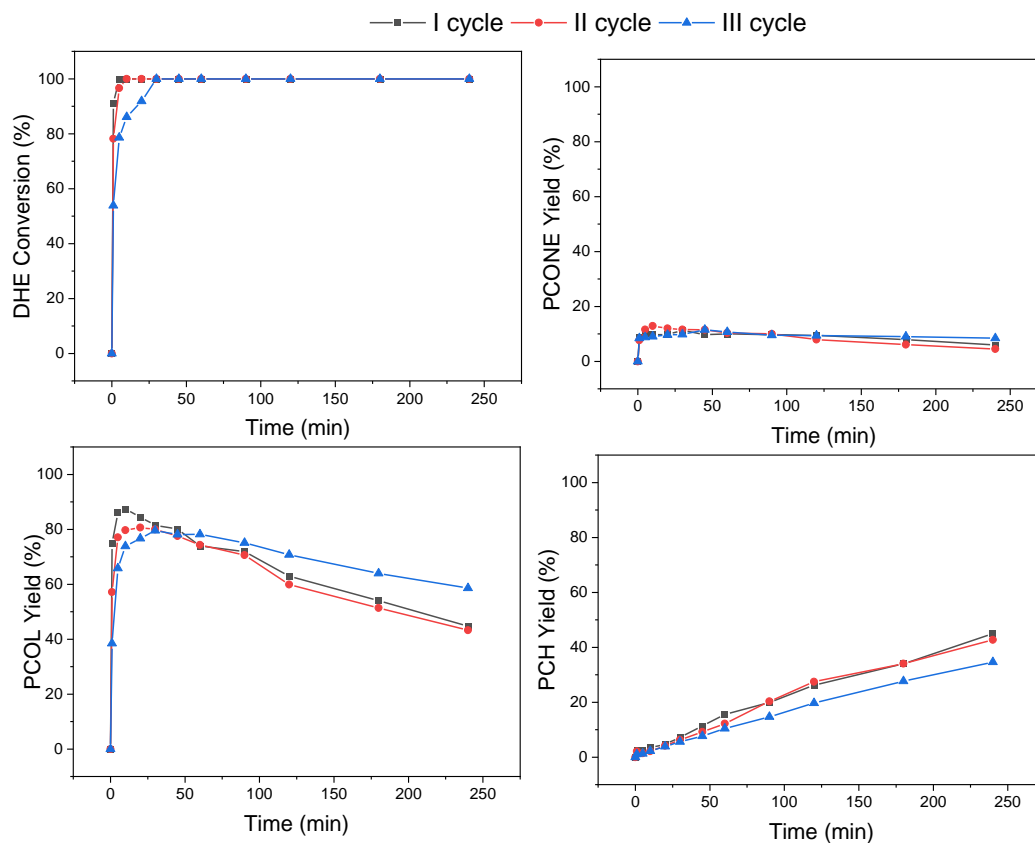 I cycle II cycle III cycle
DHE Conversion (%)
100
80
60
40
20
0
0 50 100 150 200 250
Time (min)
PCONE Yield (%)
100
80
60
40
20
0
0 50 100 150 200 250
Time (min)
PCOL Yield (%)
100
80
60
40
20
0
0 50 100 150 200 250
Time (min)
PCH Yield (%)
100
80
60
40
20
0
0 50 100 150 200 250
Time (min)